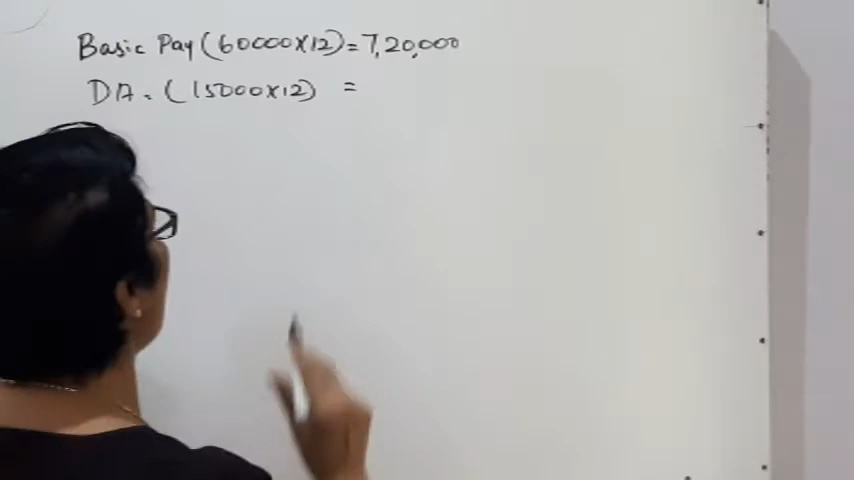 Basic Pay (60000x12) = 7,20,000
DA. (15000x12) =